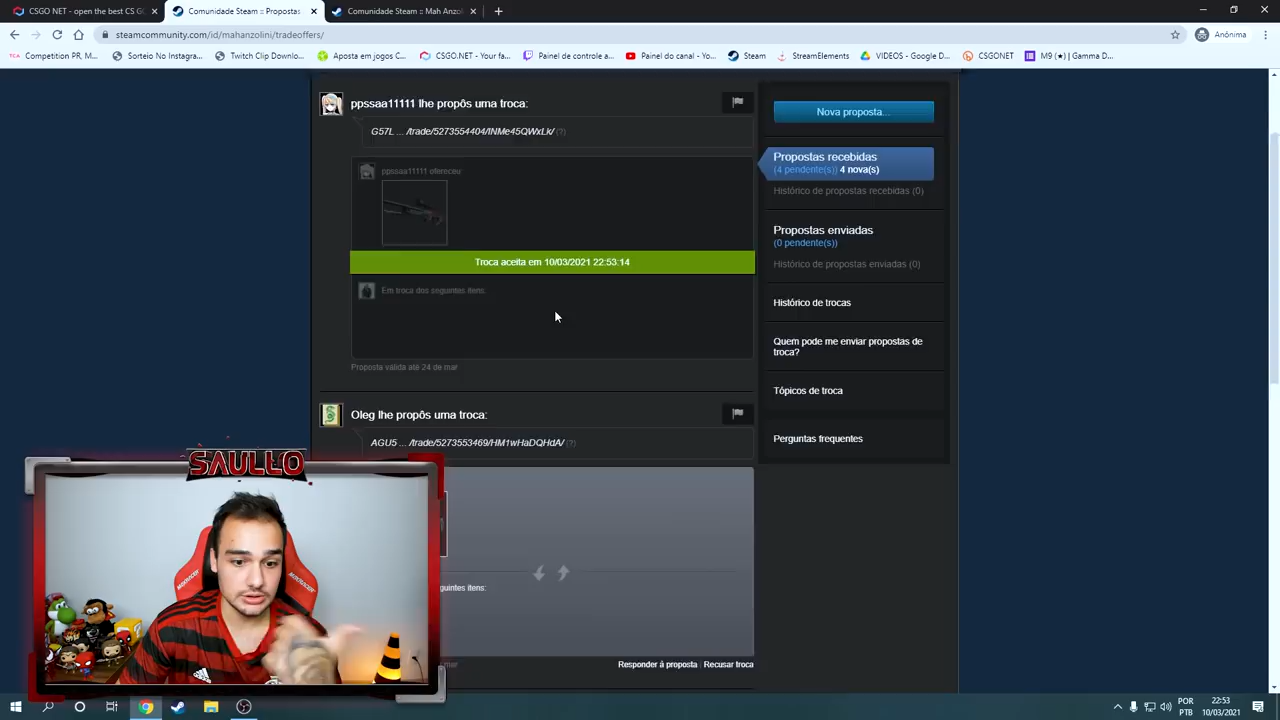 CSGO NET - open the best CS G
Comunidade Steam :: Propostas
Comunidade Steam :: Mah Anzol
steamcommunity.com/id/mahanzolini/tradeoffers/
Anônima
Competition PR, M...
Sorteio No Instagra...
Twitch Clip Downlo...
Aposta em jogos C...
CSGO.NET - Your fa...
Painel de controle a...
Painel do canal - Yo...
Steam
StreamElements
VIDEOS - Google D...
CSGONET
M9 (★) | Gamma D...
ppssaa11111 lhe propôs uma troca:
G57L ... /trade/5273554404/INMe45QWxLk/ (?)
ppssaa11111 ofereceu
Troca aceita em 10/03/2021 22:53:14
Em troca dos seguintes itens:
Proposta válida até 24 de mar
Oleg lhe propôs uma troca:
AGU5 ... /trade/5273553469/HM1wHaDQHdA/ (?)
guintes itens:
mar
Responder à proposta
Recusar troca
Nova proposta...
Propostas recebidas
(4 pendente(s)) 4 nova(s)
Histórico de propostas recebidas (0)
Propostas enviadas
(0 pendente(s))
Histórico de propostas enviadas (0)
Histórico de trocas
Quem pode me enviar propostas de
troca?
Tópicos de troca
Perguntas frequentes
SAULLO
POR
PTB
22:53
10/03/2021